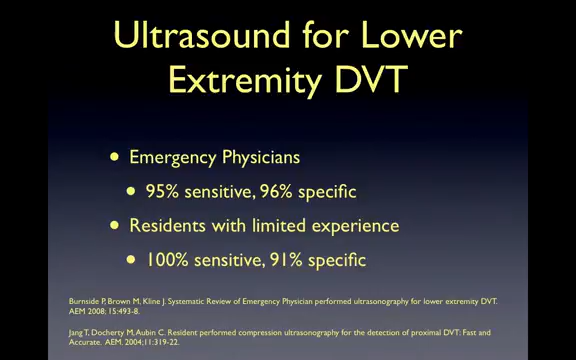 Ultrasound for Lower
Extremity DVT
• Emergency Physicians
• 95% sensitive, 96% specific
• Residents with limited experience
• 100% sensitive, 91% specific
Burnside P, Brown M, Kline J. Systematic Review of Emergency Physician performed ultrasonography for lower extremity DVT.
AEM 2008; 15:493-8.
Jang T, Docherty M, Aubin C. Resident performed compression ultrasonography for the detection of proximal DVT: Fast and
Accurate. AEM. 2004;11:319-22.